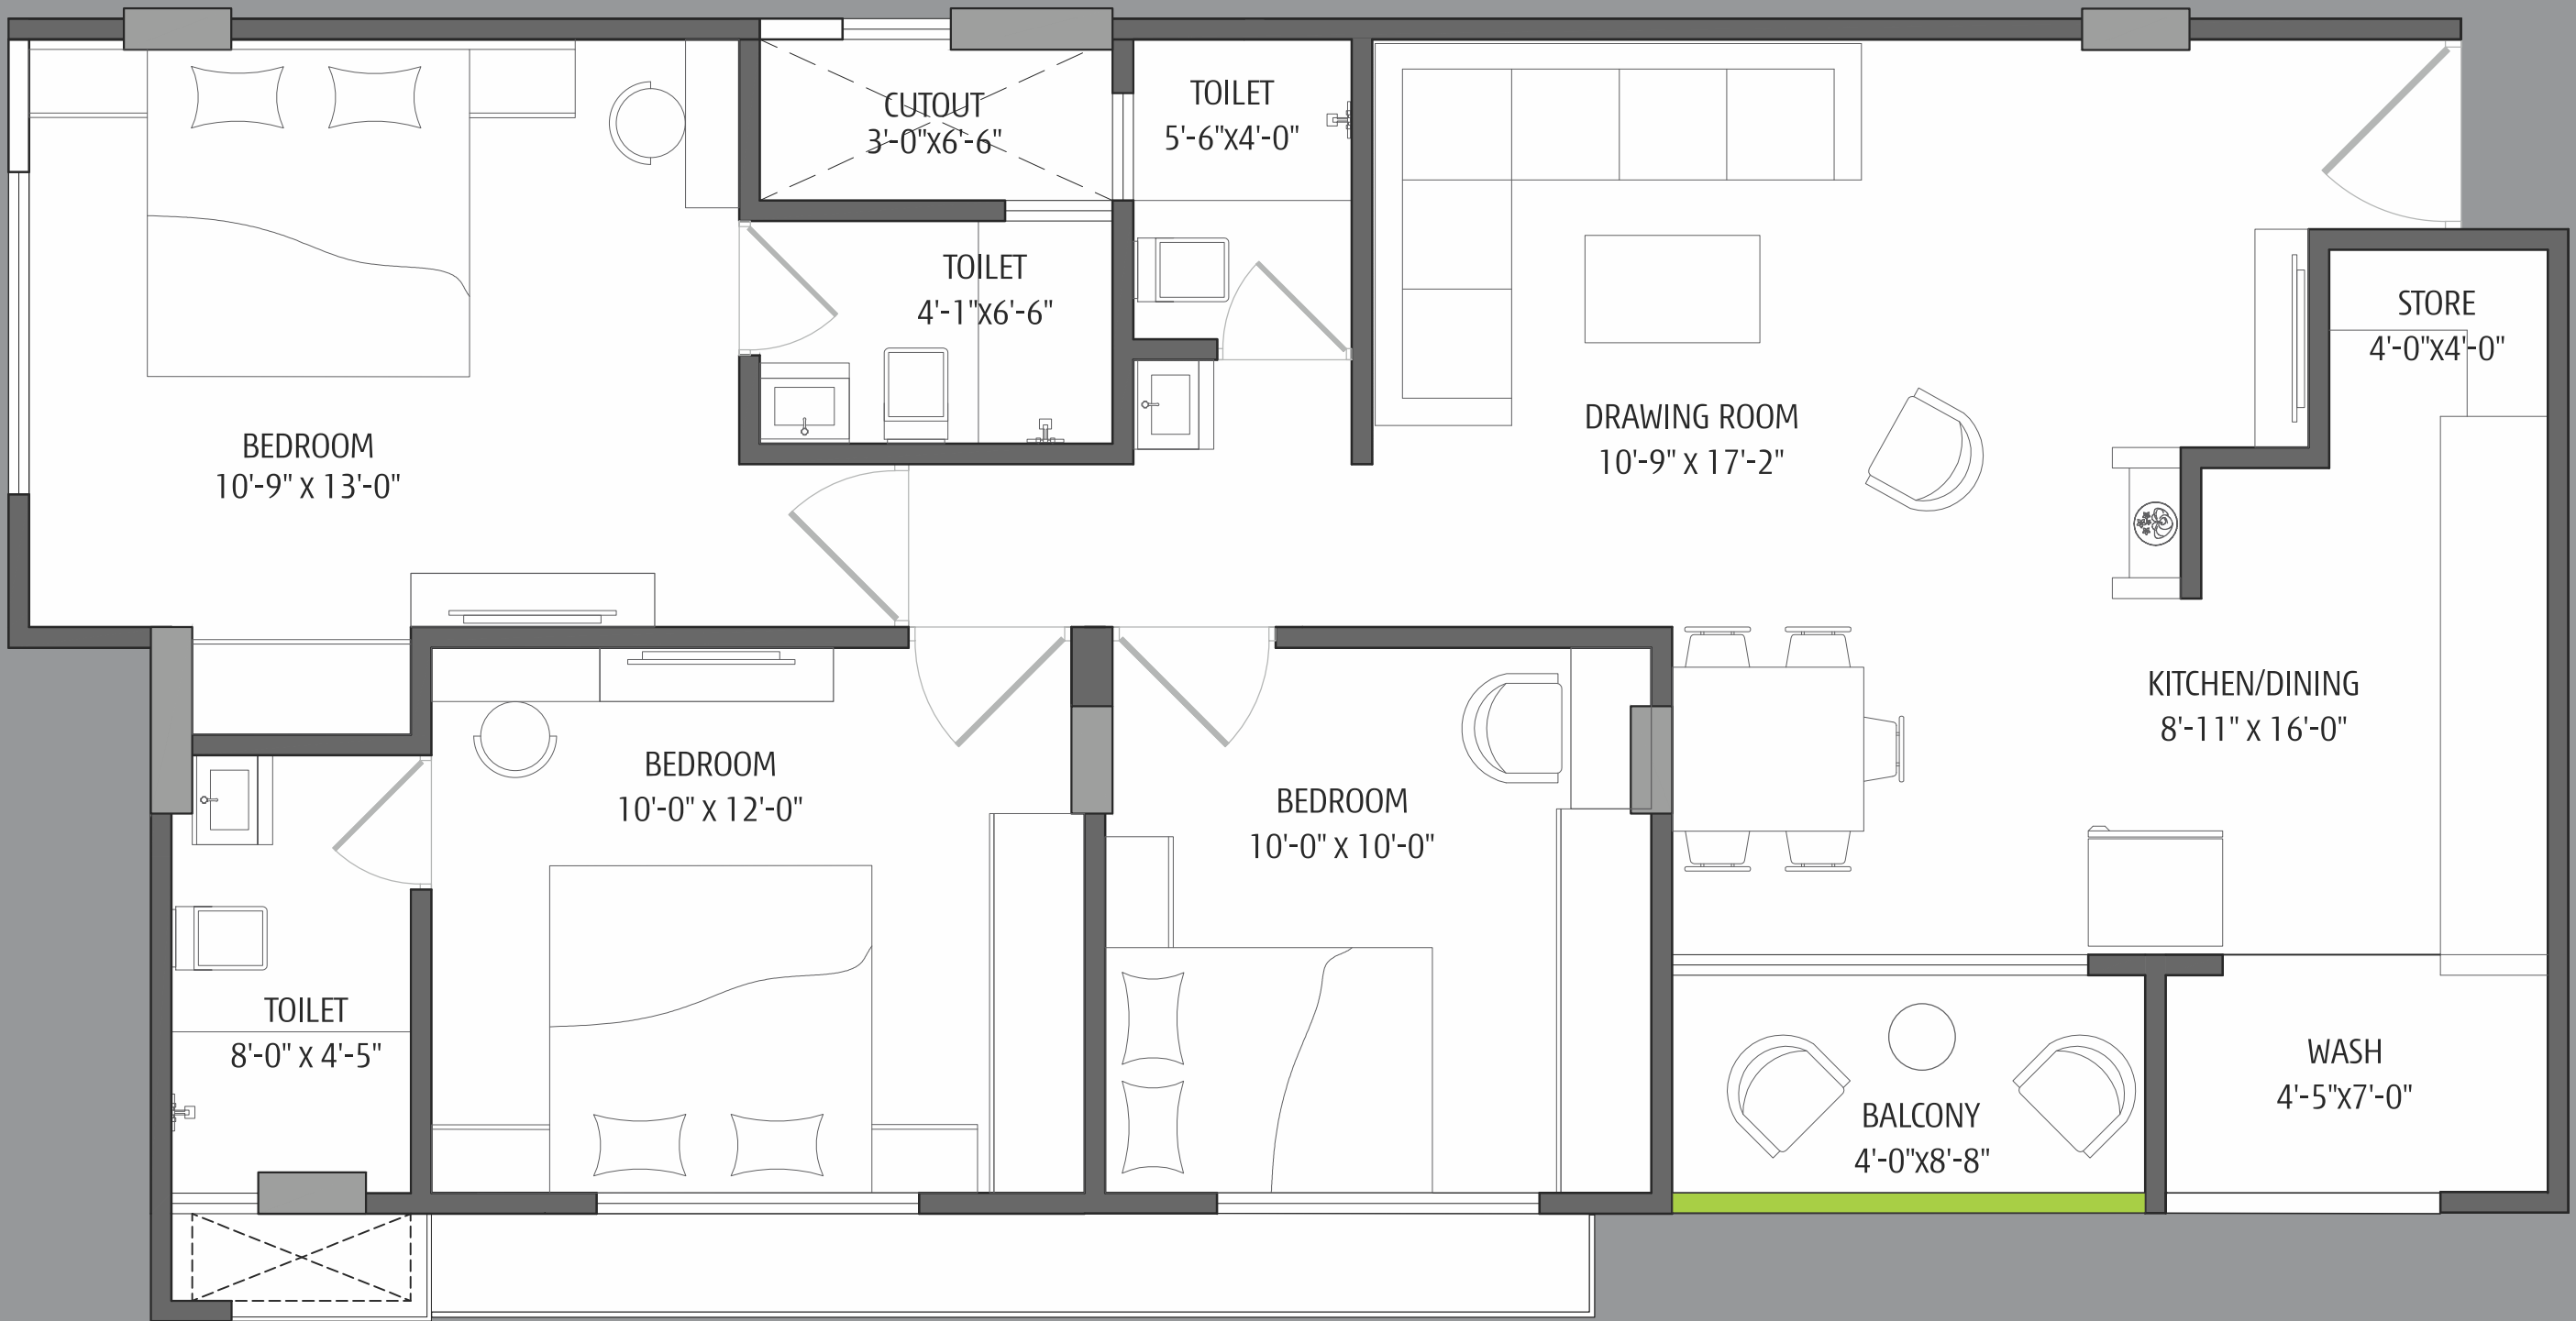 CUTOUT
3'-0"X6'-6"
TOILET
5'-6"X4'-0"
TOILET
4'-1"X6'-6"
STORE
4'-0"X4'-0"
DRAWING ROOM
10'-9" X 17'-2"
BEDROOM
10'-9" X 13'-0"
KITCHEN/DINING
8'-11" X 16'-0"
BEDROOM
10'-0" X 12'-0"
BEDROOM
10'-0" X 10'-0"
TOILET
8'-0" X 4'-5"
WASH
4'-5"X7'-0"
BALCONY
4'-0"X8'-8"